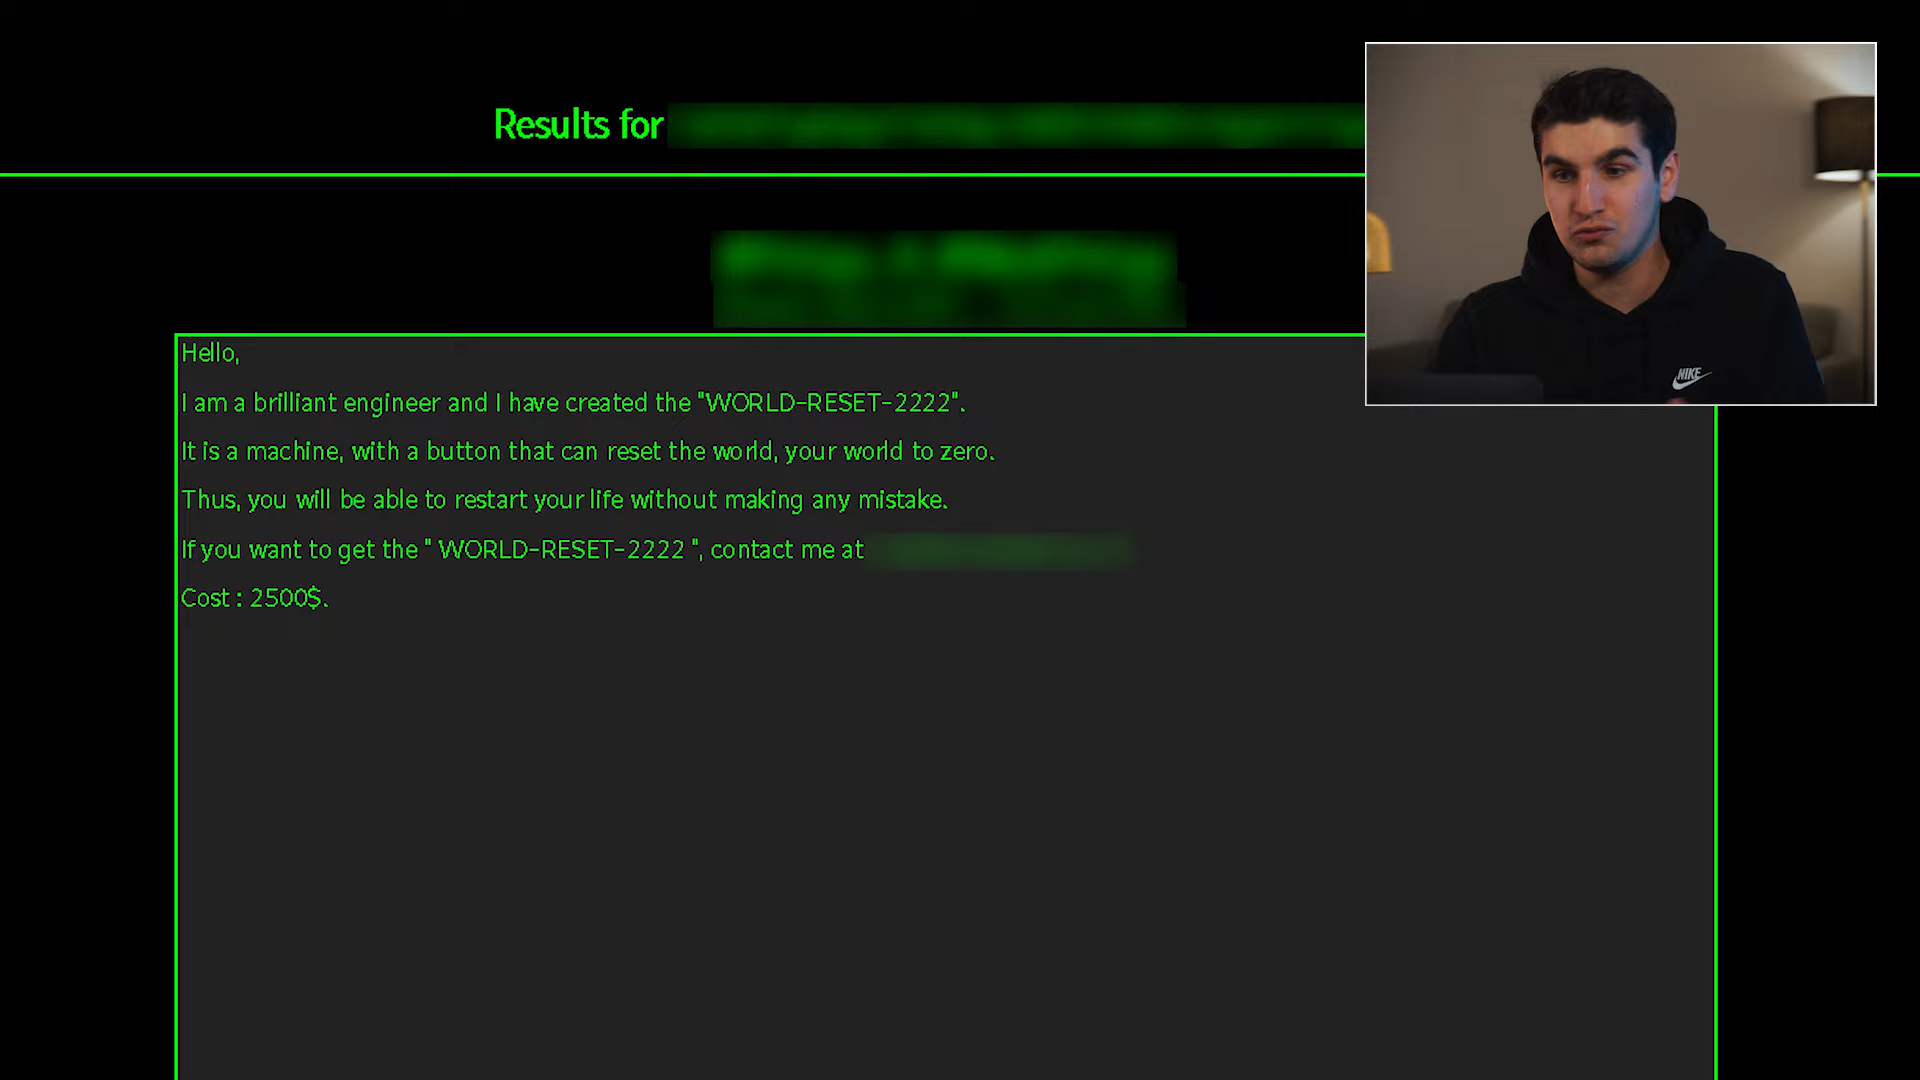 Results for
NIKE
Hello,
I am a brilliant engineer and I have created the "WORLD-RESET-2222".
It is a machine, with a button that can reset the world, your world to zero.
Thus, you will be able to restart your life without making any mistake.
If you want to get the " WORLD-RESET-2222 ", contact me at
Cost : 2500$.